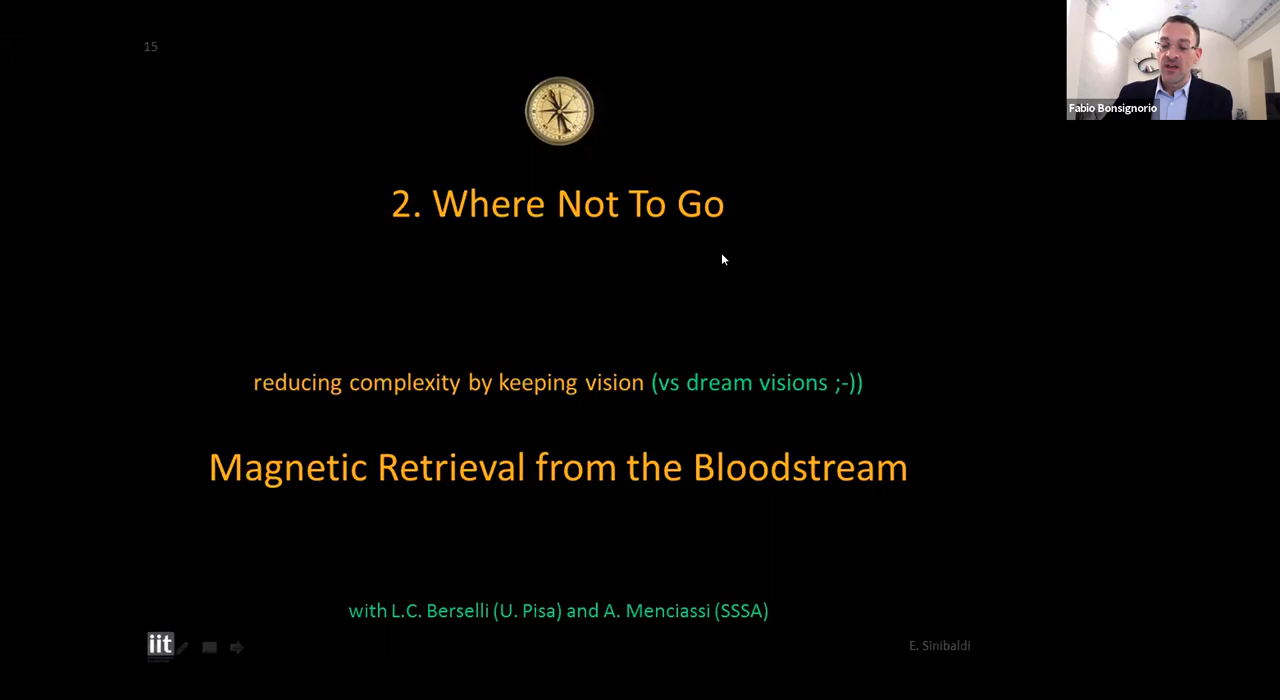 15
Fabio Bonsignorio
2. Where Not To Go
reducing complexity by keeping vision (vs dream visions ;-))
Magnetic Retrieval from the Bloodstream
with L.C. Berselli (U. Pisa) and A. Menciassi (SSSA)
iit
E. Sinibaldi